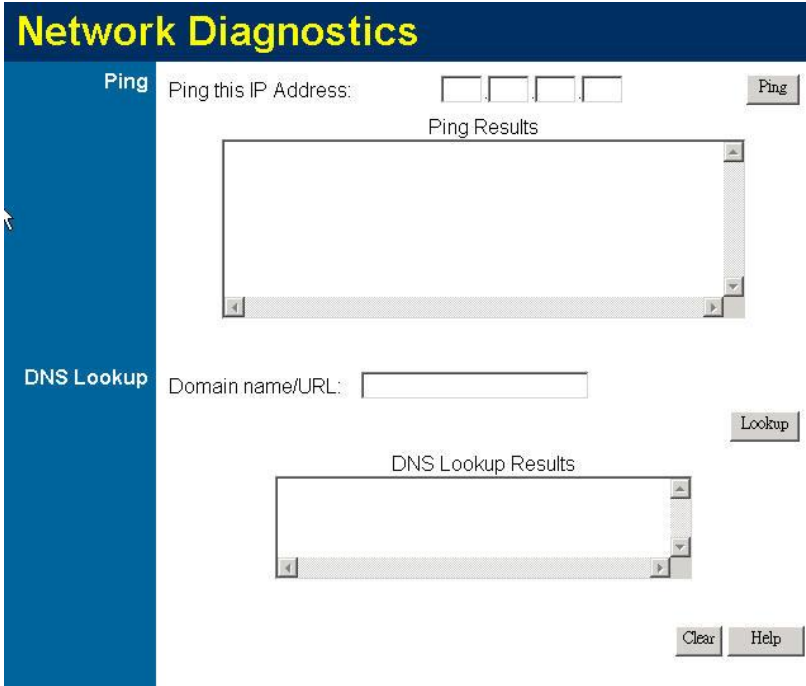 Network Diagnostics
Ping
Ping this IP Address: . . .
Ping
Ping Results
DNS Lookup
Domain name/URL:
Lookup
DNS Lookup Results
Clear
Help